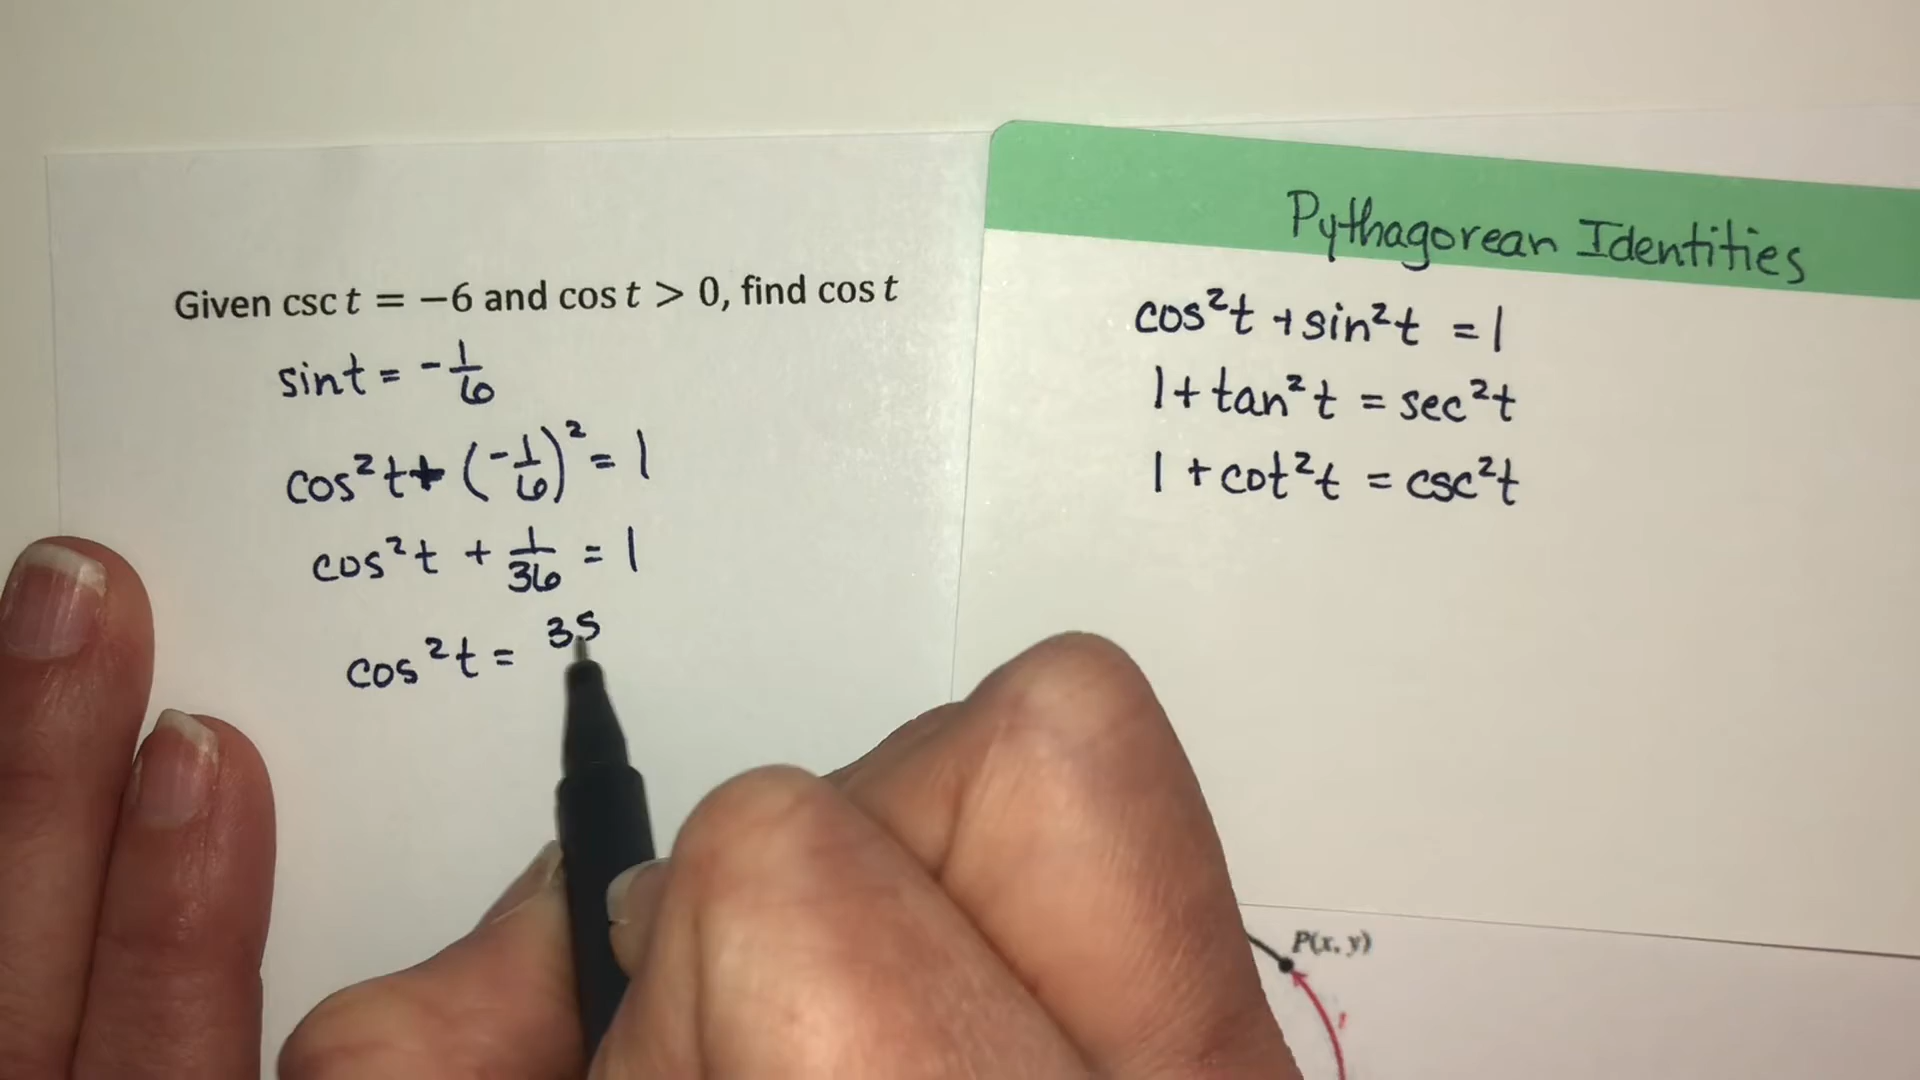 Given csc t = −6 and cos t > 0, find cos t
sin t = -1/6
cos²t + (-1/6)² = 1
cos²t + 1/36 = 1
cos²t = 35
Pythagorean Identities
cos²t + sin²t = 1
1 + tan²t = sec²t
1 + cot²t = csc²t
P(x, y)
t